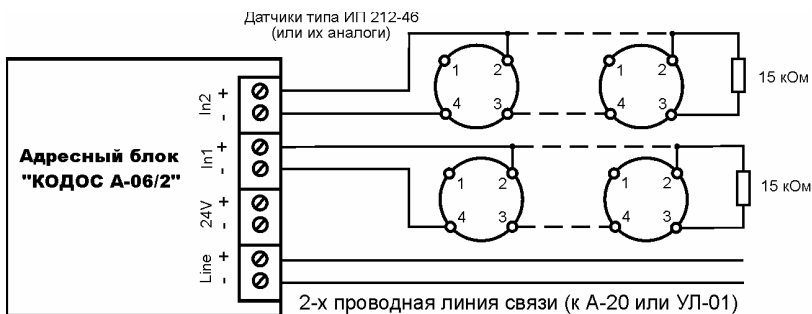 Датчики типа ИП 212-46
(или их аналоги)
In2 + -
1 2
4 3
1 2
4 3
15 кОм
Адресный блок
"КОДОС А-06/2"
In1 + -
1 2
4 3
1 2
4 3
15 кОм
24V + -
Line + -
2-х проводная линия связи (к А-20 или УЛ-01)